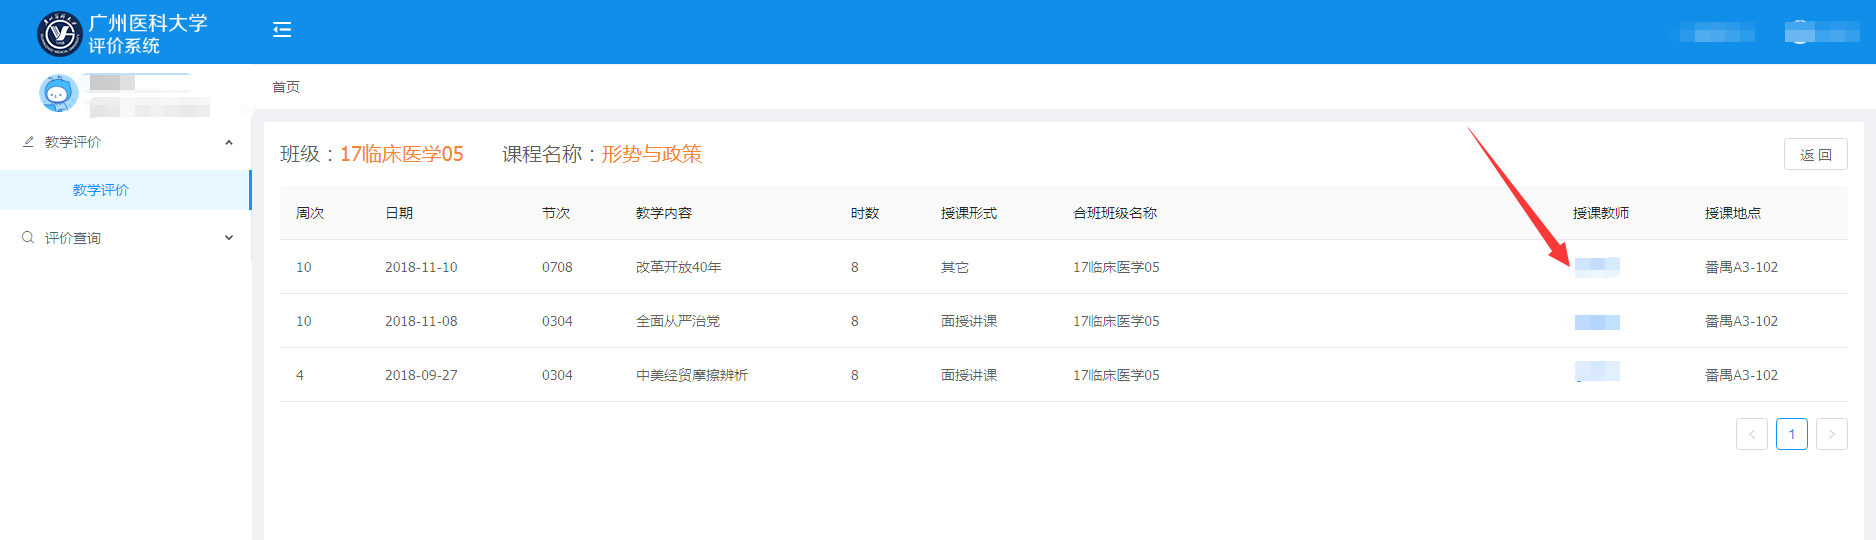 广州医科大学
评价系统
首页
教学评价
教学评价
评价查询
班级：17临床医学05 课程名称：形势与政策
返 回
周次 日期 节次 教学内容 时数 授课形式 合班班级名称 授课教师 授课地点
10 2018-11-10 0708 改革开放40年 8 其它 17临床医学05 番禺A3-102
10 2018-11-08 0304 全面从严治党 8 面授讲课 17临床医学05 番禺A3-102
4 2018-09-27 0304 中美经贸摩擦辨析 8 面授讲课 17临床医学05 番禺A3-102
< 1 >